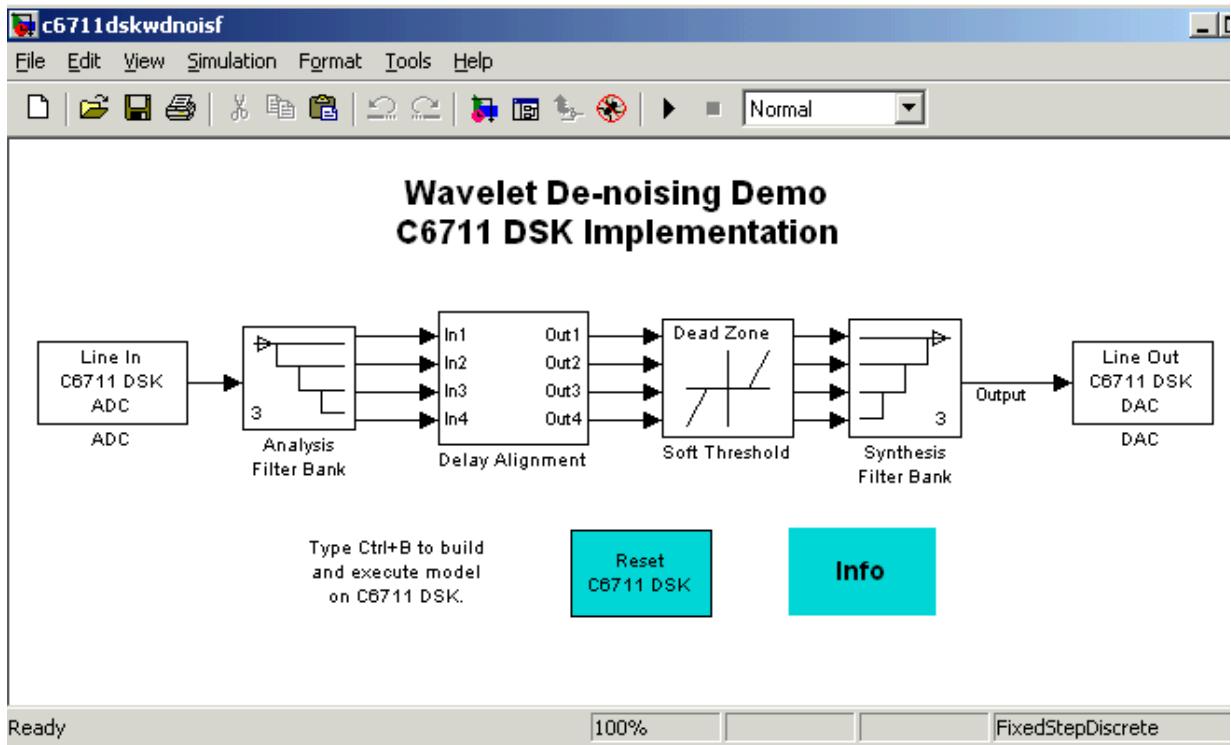 c6711dskwdnoisf
File Edit View Simulation Format Tools Help
Normal
Wavelet De-noising Demo
C6711 DSK Implementation
Line In
C6711 DSK
ADC
ADC
3
Analysis
Filter Bank
In1 Out1
In2 Out2
In3 Out3
In4 Out4
Delay Alignment
Dead Zone
Soft Threshold
3
Synthesis
Filter Bank
Output
Line Out
C6711 DSK
DAC
DAC
Type Ctrl+B to build
and execute model
on C6711 DSK.
Reset
C6711 DSK
Info
Ready 100% FixedStepDiscrete